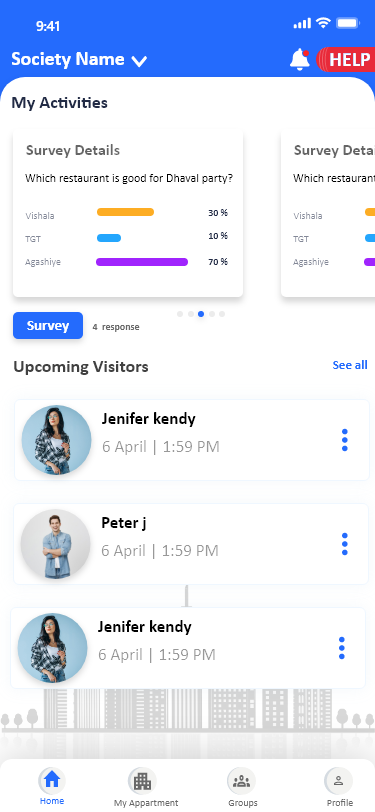 9:41
Society Name
HELP
My Activities
Survey Details
Which restaurant is good for Dhaval party?
Vishala 30 %
TGT 10 %
Agashiye 70 %
Survey Deta
Which restaurant
Vishala
TGT
Agashiye
Survey 4 response
Upcoming Visitors See all
Jenifer kendy
6 April | 1:59 PM
Peter j
6 April | 1:59 PM
Jenifer kendy
6 April | 1:59 PM
Home My Appartment Groups Profile